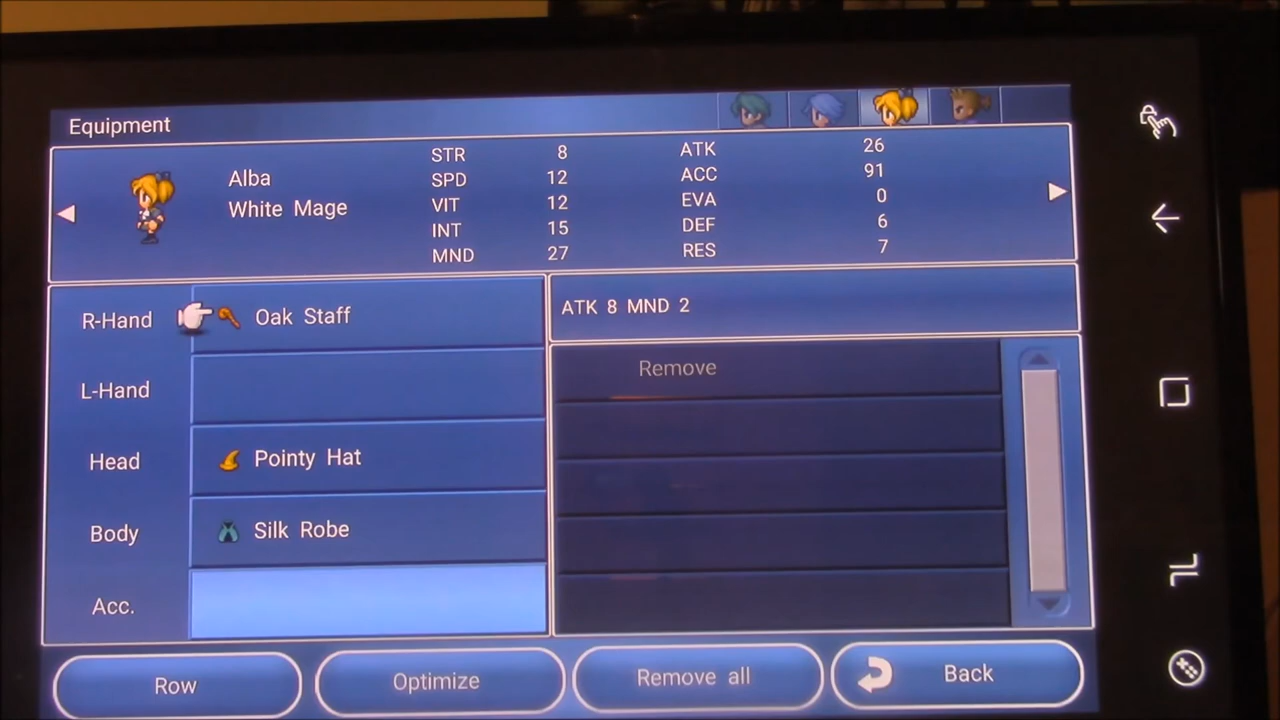 Equipment
Alba
White Mage
STR 8
SPD 12
VIT 12
INT 15
MND 27
ATK 26
ACC 91
EVA 0
DEF 6
RES 7
R-Hand Oak Staff
L-Hand
Head Pointy Hat
Body Silk Robe
Acc.
ATK 8 MND 2
Remove
Row
Optimize
Remove all
Back